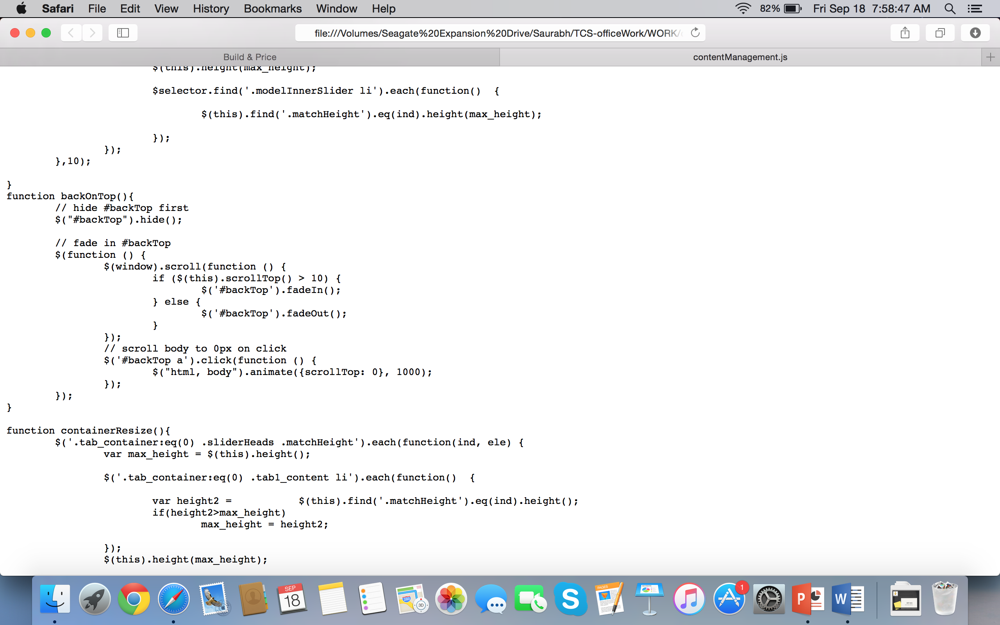 Safari File Edit View History Bookmarks Window Help 82% Fri Sep 18 7:58:47 AM
file:///Volumes/Seagate%20Expansion%20Drive/Saurabh/TCS-officeWork/WORK/
Build & Price contentManagement.js
$(this).height(max_height);
$selector.find('.modelInnerSlider li').each(function()  {
$(this).find('.matchHeight').eq(ind).height(max_height);
});
});
},10);
}
function backOnTop(){
// hide #backTop first
$("#backTop").hide();
// fade in #backTop
$(function () {
$(window).scroll(function () {
if ($(this).scrollTop() > 10) {
$('#backTop').fadeIn();
} else {
$('#backTop').fadeOut();
}
});
// scroll body to 0px on click
$('#backTop a').click(function () {
$("html, body").animate({scrollTop: 0}, 1000);
});
});
}
function containerResize(){
$('.tab_container:eq(0) .sliderHeads .matchHeight').each(function(ind, ele) {
var max_height = $(this).height();
$('.tab_container:eq(0) .tab1_content li').each(function()  {
var height2 =           $(this).find('.matchHeight').eq(ind).height();
if(height2>max_height)
max_height = height2;
});
$(this).height(max_height);
SEP
18
280
3D
S
PAGES
KEYNOTE
1
P
W